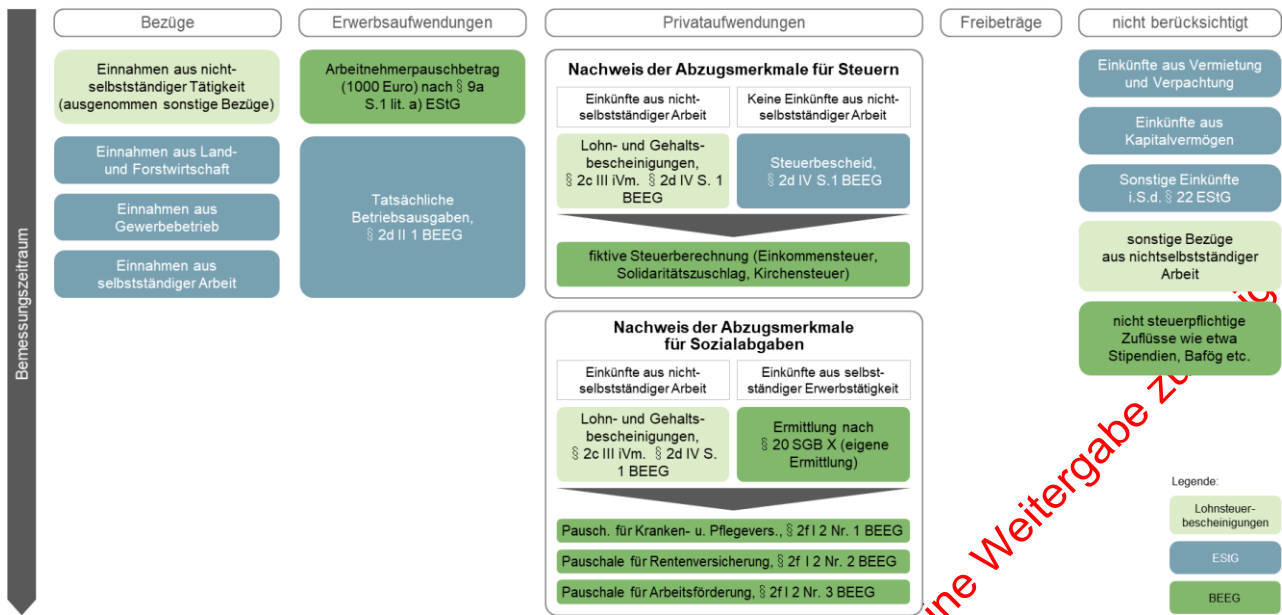 Bezüge
Erwerbsaufwendungen
Privataufwendungen
Freibeträge
nicht berücksichtigt
Bemessungszeitraum
Einnahmen aus nicht-
selbstständiger Tätigkeit
(ausgenommen sonstige Bezüge)
Einnahmen aus Land-
und Forstwirtschaft
Einnahmen aus
Gewerbebetrieb
Einnahmen aus
selbstständiger Arbeit
Arbeitnehmerpauschbetrag
(1000 Euro) nach § 9a
S.1 lit. a) EStG
Tatsächliche
Betriebsausgaben,
§ 2d II 1 BEEG
Nachweis der Abzugsmerkmale für Steuern
Einkünfte aus nicht-
selbstständiger Arbeit
Keine Einkünfte aus nicht-
selbstständiger Arbeit
Lohn- und Gehalts-
bescheinigungen,
§ 2c III iVm. § 2d IV S. 1
BEEG
Steuerbescheid,
§ 2d IV S.1 BEEG
fiktive Steuerberechnung (Einkommensteuer,
Solidaritätszuschlag, Kirchensteuer)
Nachweis der Abzugsmerkmale
für Sozialabgaben
Einkünfte aus nicht-
selbstständiger Arbeit
Einkünfte aus selbst-
ständiger Erwerbstätigkeit
Lohn- und Gehalts-
bescheinigungen,
§ 2c III iVm. § 2d IV S.
1 BEEG
Ermittlung nach
§ 20 SGB X (eigene
Ermittlung)
Pausch. für Kranken- u. Pflegevers., § 2f I 2 Nr. 1 BEEG
Pauschale für Rentenversicherung, § 2f I 2 Nr. 2 BEEG
Pauschale für Arbeitsförderung, § 2f I 2 Nr. 3 BEEG
Einkünfte aus Vermietung
und Verpachtung
Einkünfte aus
Kapitalvermögen
Sonstige Einkünfte
i.S.d. § 22 EStG
sonstige Bezüge
aus nichtselbstständiger
Arbeit
nicht steuerpflichtige
Zuflüsse wie etwa
Stipendien, Bafög etc.
Legende:
Lohnsteuer-
bescheinigungen
EStG
BEEG
Weitergabe